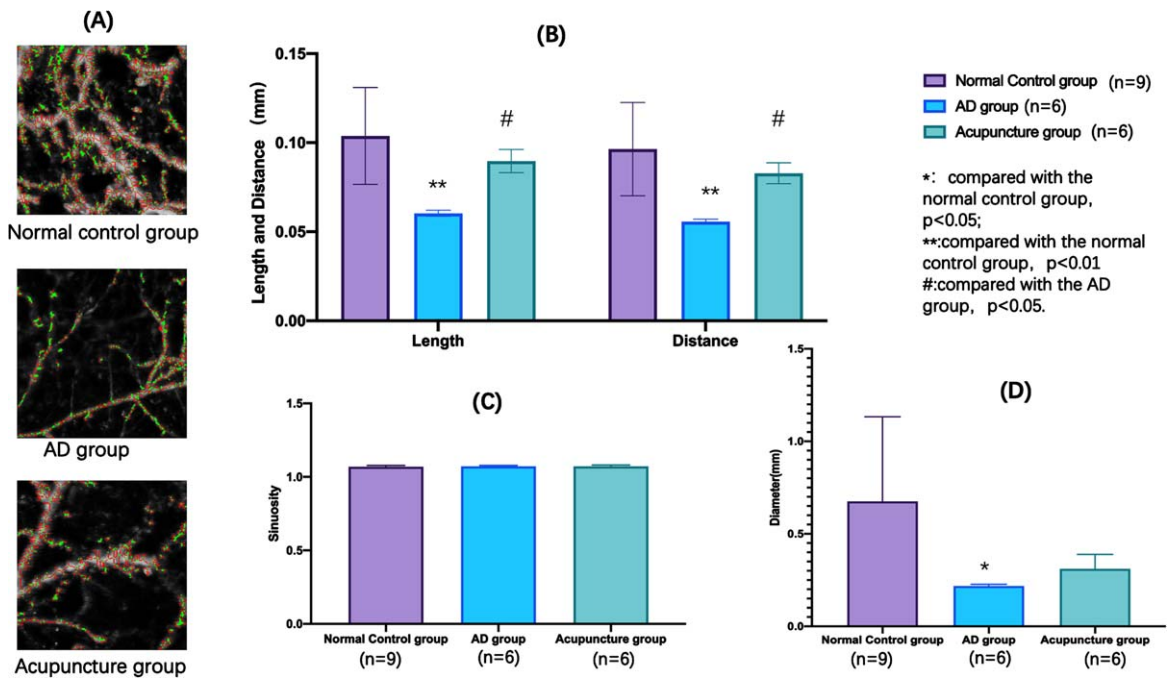 (A)
Normal control group
AD group
Acupuncture group
(B)
Length and Distance (mm)
0.15
0.10
0.05
0.00
**
#
**
#
Length
Distance
Normal Control group (n=9)
AD group (n=6)
Acupuncture group (n=6)
*: compared with the
normal control group,
p<0.05;
**:compared with the normal
control group, p<0.01
#:compared with the AD
group, p<0.05.
(C)
Sinuosity
1.5
1.0
0.5
0.0
Normal Control group
AD group
Acupuncture group
(n=9)
(n=6)
(n=6)
(D)
Diameter(mm)
1.5
1.0
0.5
0.0
*
Normal Control group
AD group
Acupuncture group
(n=9)
(n=6)
(n=6)